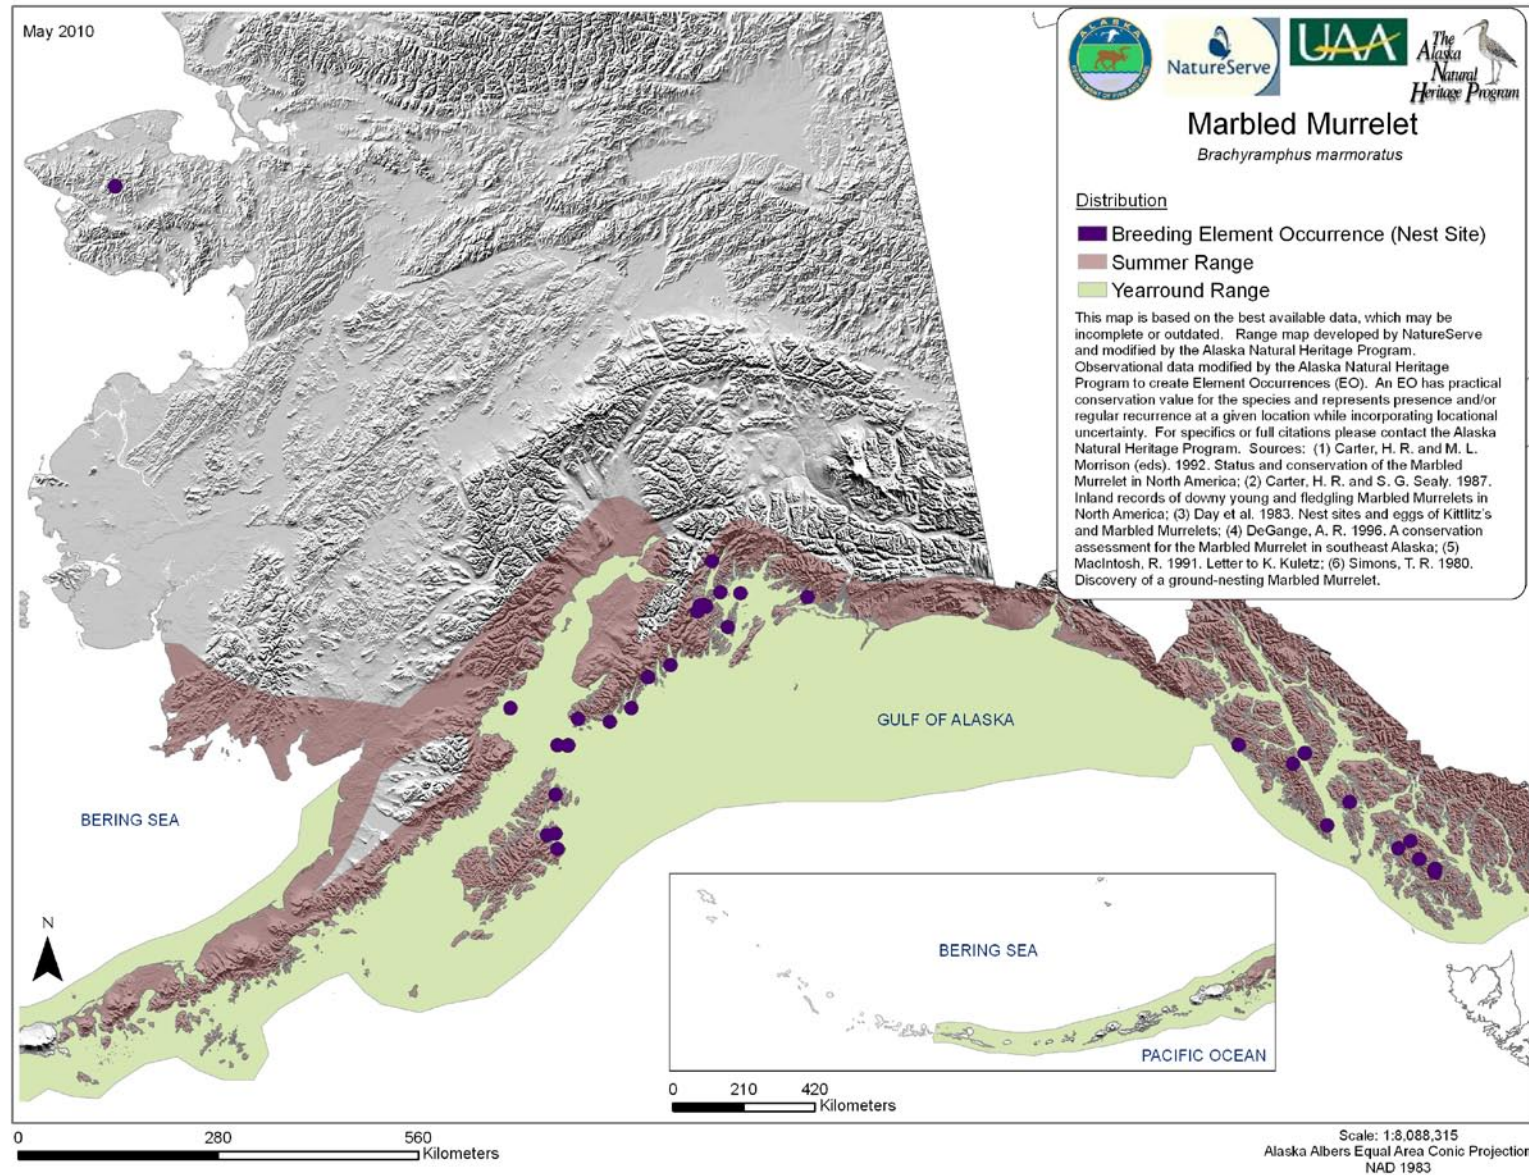 May 2010
ALASKA
DEPARTMENT OF FISH AND GAME
NatureServe
UAA
The
Alaska
Natural
Heritage Program
Marbled Murrelet
Brachyramphus marmoratus
Distribution
Breeding Element Occurrence (Nest Site)
Summer Range
Yearround Range
This map is based on the best available data, which may be
incomplete or outdated. Range map developed by NatureServe
and modified by the Alaska Natural Heritage Program.
Observational data modified by the Alaska Natural Heritage
Program to create Element Occurrences (EO). An EO has practical
conservation value for the species and represents presence and/or
regular recurrence at a given location while incorporating locational
uncertainty. For specifics or full citations please contact the Alaska
Natural Heritage Program. Sources: (1) Carter, H. R. and M. L.
Morrison (eds). 1992. Status and conservation of the Marbled
Murrelet in North America; (2) Carter, H. R. and S. G. Sealy. 1987.
Inland records of downy young and fledgling Marbled Murrelets in
North America; (3) Day et al. 1983. Nest sites and eggs of Kittlitz's
and Marbled Murrelets; (4) DeGange, A. R. 1996. A conservation
assessment for the Marbled Murrelet in southeast Alaska; (5)
MacIntosh, R. 1991. Letter to K. Kuletz; (6) Simons, T. R. 1980.
Discovery of a ground-nesting Marbled Murrelet.
GULF OF ALASKA
BERING SEA
N
BERING SEA
PACIFIC OCEAN
0 210 420
Kilometers
0 280 560
Kilometers
Scale: 1:8,088,315
Alaska Albers Equal Area Conic Projection
NAD 1983